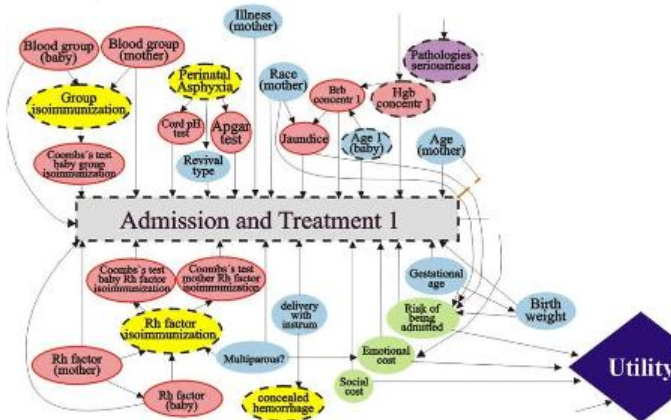 Illness
(mother)
Blood group
(baby)
Blood group
(mother)
Pathologies'
seriousness
Perinatal
Asphyxia
Race
(mother)
Brb
concentr 1
Hgb
concentr 1
Group
isoimmunization
Cord pH
test
Apgar
test
Jaundice
Age 1
(baby)
Age
(mother)
Coombs´s test
baby group
isoimmunization
Revival
type
Admission and Treatment 1
Coombs´s test
baby Rh factor
isoimmunization
Coombs´s test
mother Rh factor
isoimmunization
Gestational
age
delivery with
instrum
Risk of
being
admitted
Birth
weight
Rh factor
isoimmunization
Multiparous?
Emotional
cost
Rh factor
(mother)
Social
cost
Utility
Rh factor
(baby)
concealed
hemorrhage